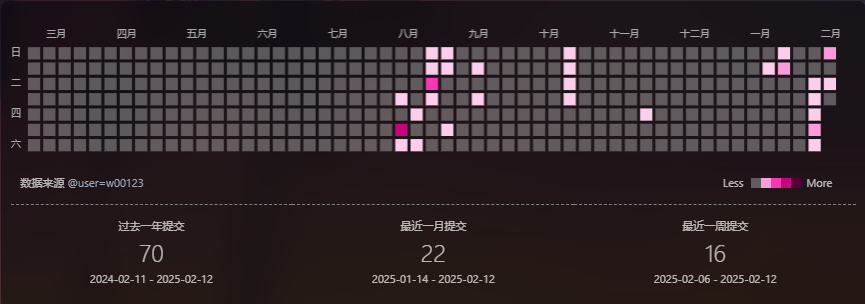 三月 四月 五月 六月 七月 八月 九月 十月 十一月 十二月 一月 二月
日
二
四
六
数据来源 @user=w00123 Less More
过去一年提交 最近一月提交 最近一周提交
70 22 16
2024-02-11 - 2025-02-12 2025-01-14 - 2025-02-12 2025-02-06 - 2025-02-12